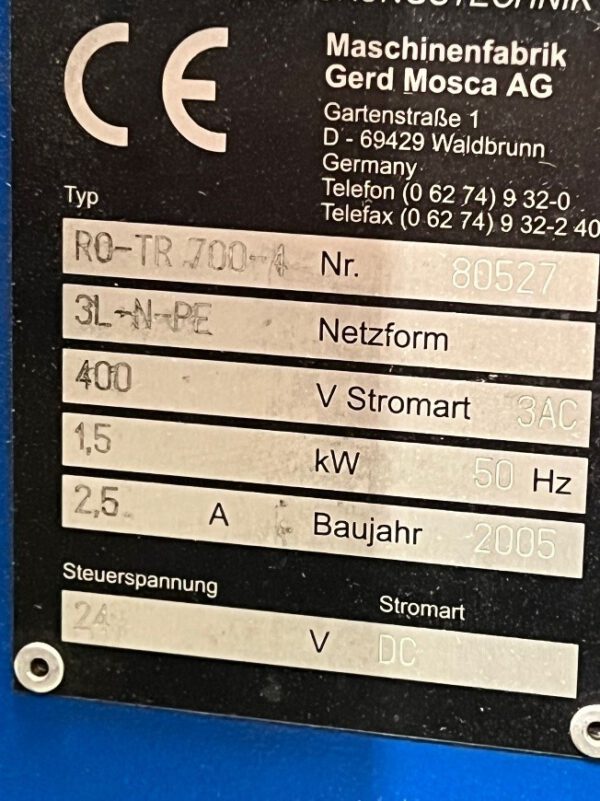 CE
Maschinenfabrik
Gerd Mosca AG
Gartenstraße 1
D - 69429 Waldbrunn
Germany
Telefon (0 62 74) 9 32-0
Telefax (0 62 74) 9 32-2 40
Typ
RO-TR 700-4 Nr. 80527
3L-N-PE Netzform
400 V Stromart 3AC
1,5 kW 50 Hz
2,5 A Baujahr 2005
Steuerspannung Stromart
24 V DC